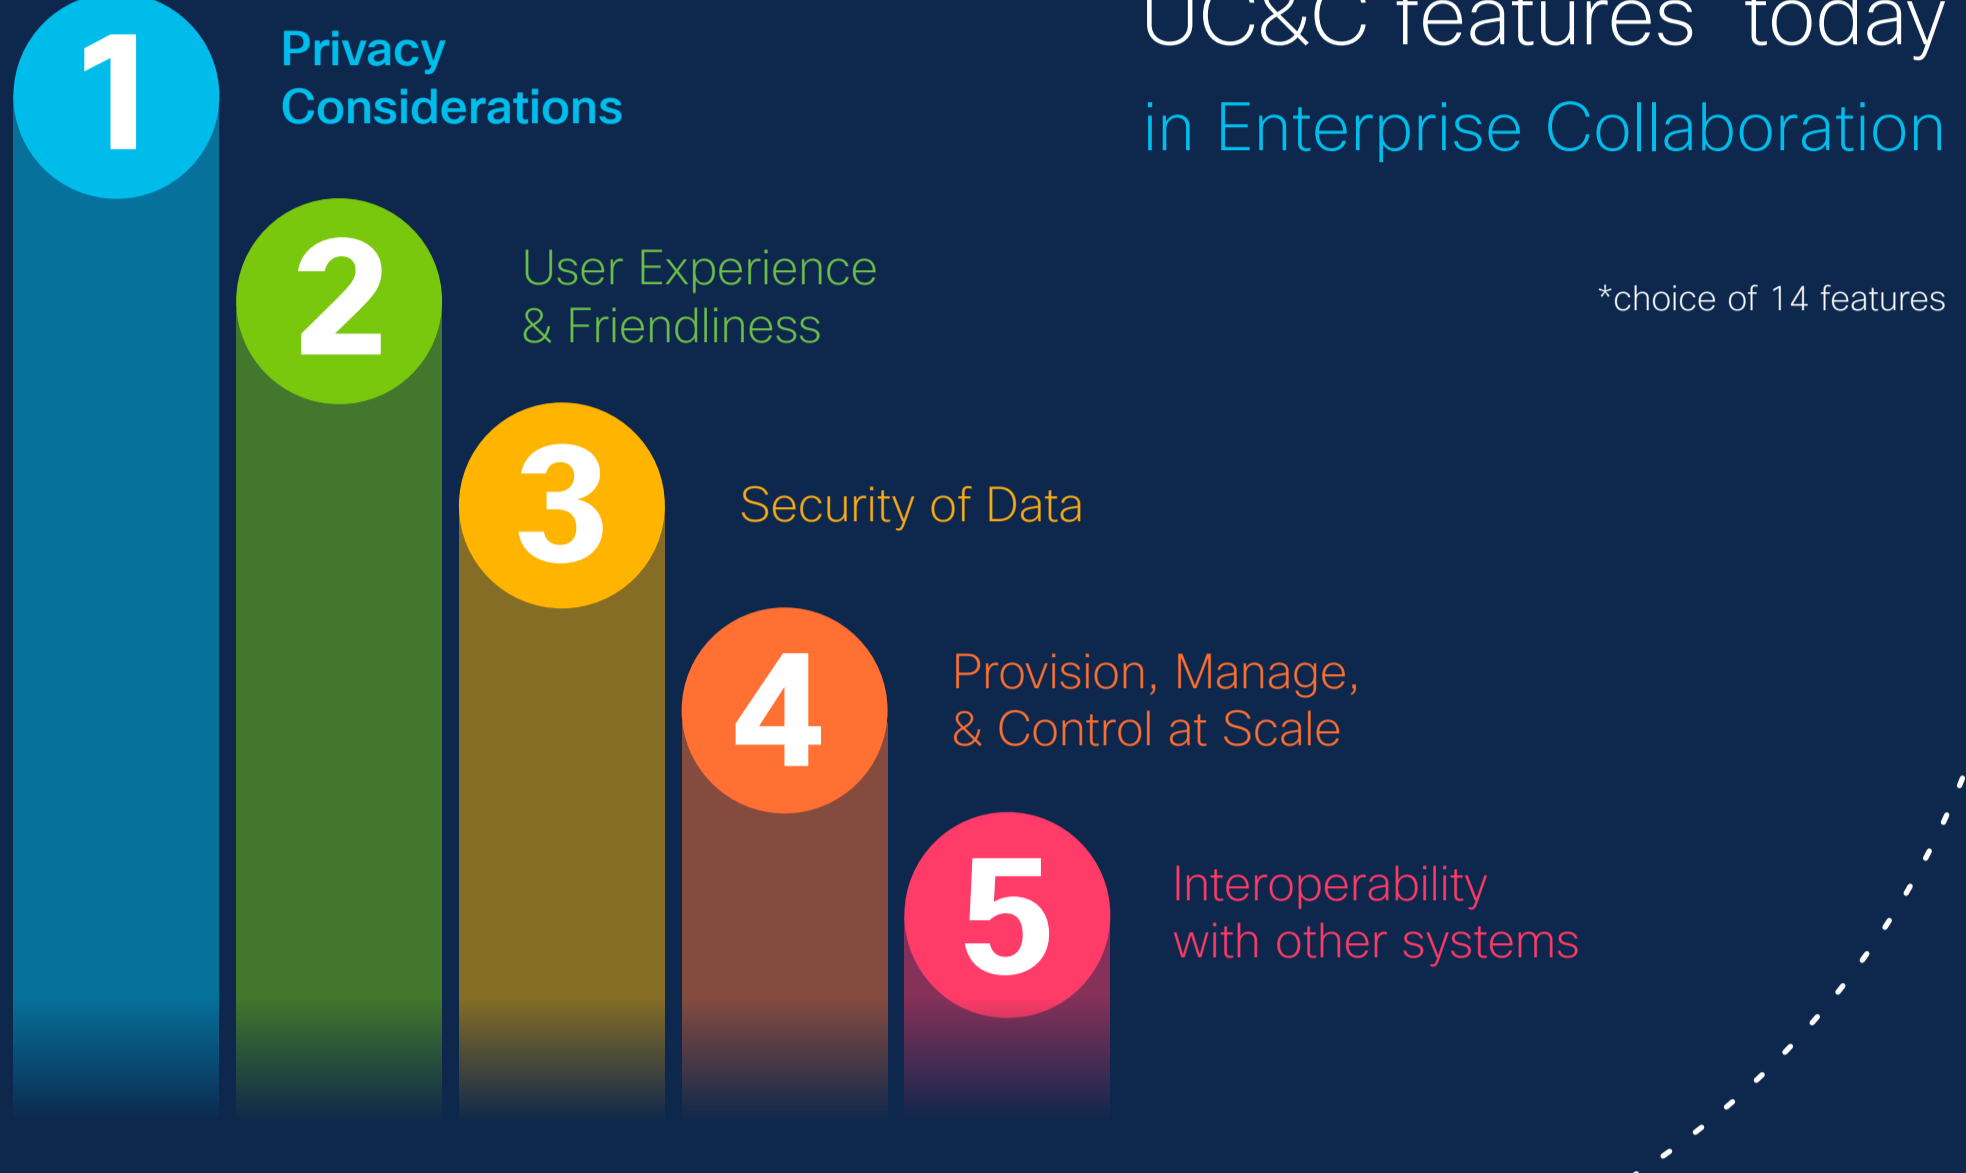 UC&C features today
in Enterprise Collaboration
*choice of 14 features
1
Privacy
Considerations
2
User Experience
& Friendliness
3
Security of Data
4
Provision, Manage,
& Control at Scale
5
Interoperability
with other systems